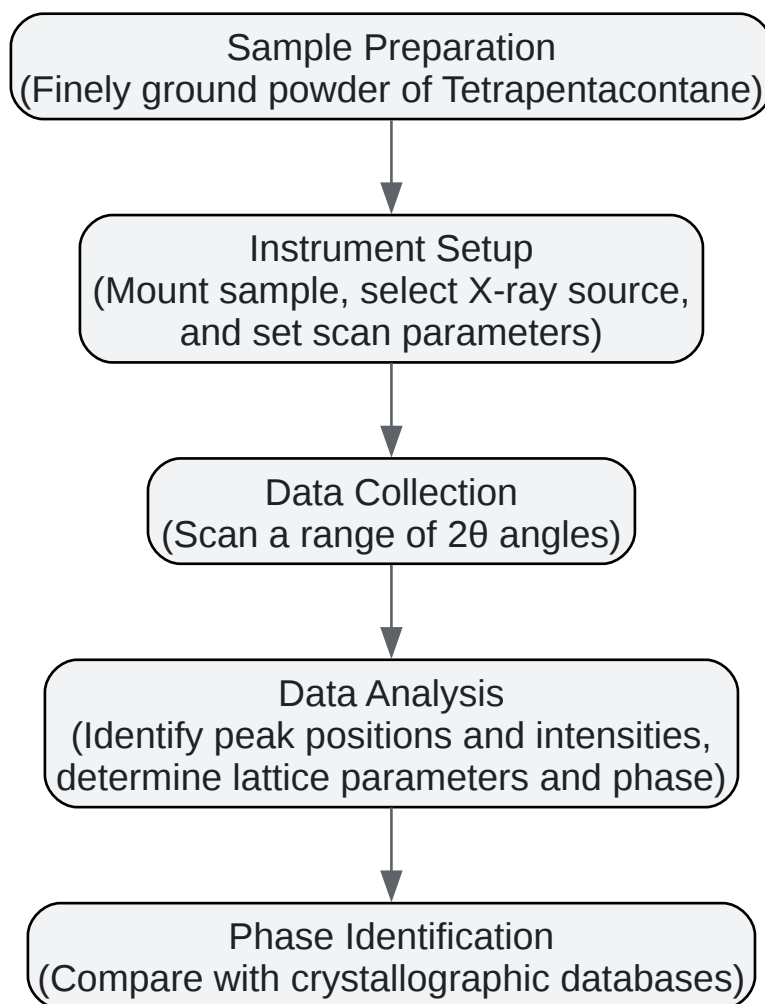 Sample Preparation
(Finely ground powder of Tetrapentacontane)
Instrument Setup
(Mount sample, select X-ray source,
and set scan parameters)
Data Collection
(Scan a range of 2θ angles)
Data Analysis
(Identify peak positions and intensities,
determine lattice parameters and phase)
Phase Identification
(Compare with crystallographic databases)